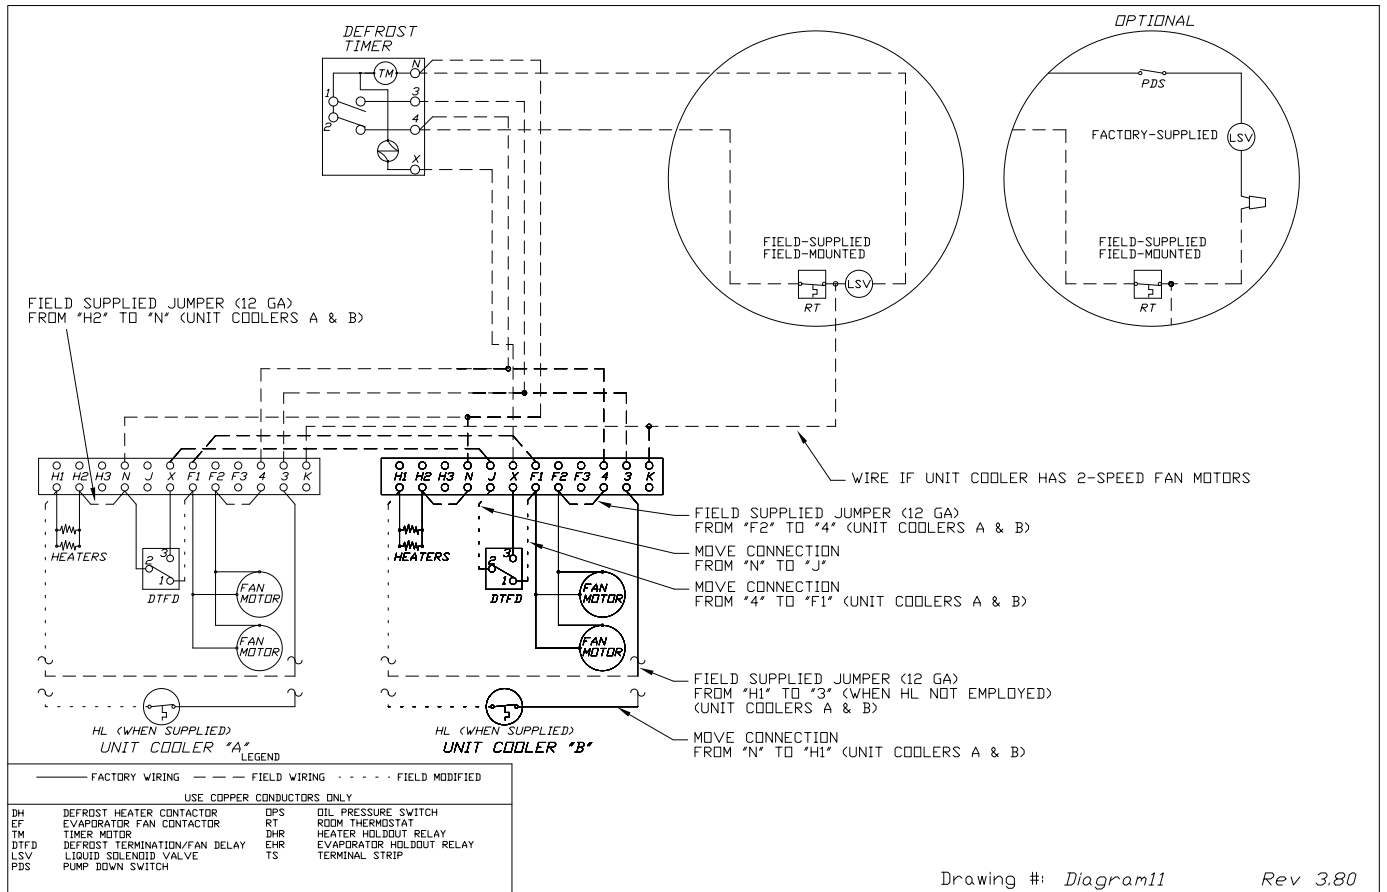 DEFROST
TIMER
OPTIONAL
TM
N
1
3
2
4
X
PDS
FACTORY-SUPPLIED
LSV
FIELD-SUPPLIED
FIELD-MOUNTED
LSV
RT
FIELD-SUPPLIED
FIELD-MOUNTED
RT
FIELD SUPPLIED JUMPER (12 GA)
FROM "H2" TO "N" (UNIT COOLERS A & B)
H1 H2 H3 N J X F1 F2 F3 4 3 K
H1 H2 H3 N J X F1 F2 F3 4 3 K
WIRE IF UNIT COOLER HAS 2-SPEED FAN MOTORS
HEATERS
2
3
1
DTFD
FAN
MOTOR
FAN
MOTOR
HEATERS
2
3
1
DTFD
FAN
MOTOR
FAN
MOTOR
FIELD SUPPLIED JUMPER (12 GA)
FROM "F2" TO "4" (UNIT COOLERS A & B)
MOVE CONNECTION
FROM "N" TO "J"
MOVE CONNECTION
FROM "4" TO "F1" (UNIT COOLERS A & B)
FIELD SUPPLIED JUMPER (12 GA)
FROM "H1" TO "3" (WHEN HL NOT EMPLOYED)
(UNIT COOLERS A & B)
MOVE CONNECTION
FROM "N" TO "H1" (UNIT COOLERS A & B)
HL (WHEN SUPPLIED)
UNIT COOLER "A"
HL (WHEN SUPPLIED)
UNIT COOLER "B"
LEGEND
FACTORY WIRING FIELD WIRING FIELD MODIFIED
USE COPPER CONDUCTORS ONLY
DH DEFROST HEATER CONTACTOR OPS OIL PRESSURE SWITCH
EF EVAPORATOR FAN CONTACTOR RT ROOM THERMOSTAT
TM TIMER MOTOR DHR HEATER HOLDOUT RELAY
DTFD DEFROST TERMINATION/FAN DELAY EHR EVAPORATOR HOLDOUT RELAY
LSV LIQUID SOLENOID VALVE TS TERMINAL STRIP
PDS PUMP DOWN SWITCH
Drawing #: Diagram11 Rev 3.80